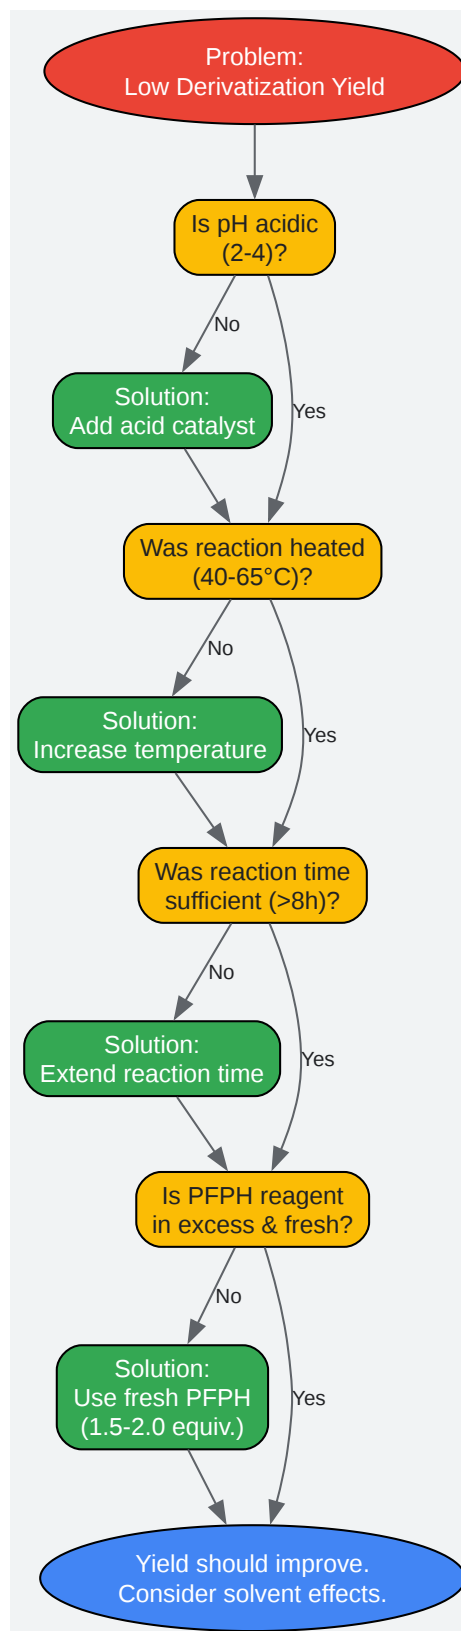 Problem:
Low Derivatization Yield
Is pH acidic
(2-4)?
No
Yes
Solution:
Add acid catalyst
Was reaction heated
(40-65°C)?
No
Yes
Solution:
Increase temperature
Was reaction time
sufficient (>8h)?
No
Yes
Solution:
Extend reaction time
Is PFPH reagent
in excess & fresh?
No
Yes
Solution:
Use fresh PFPH
(1.5-2.0 equiv.)
Yield should improve.
Consider solvent effects.